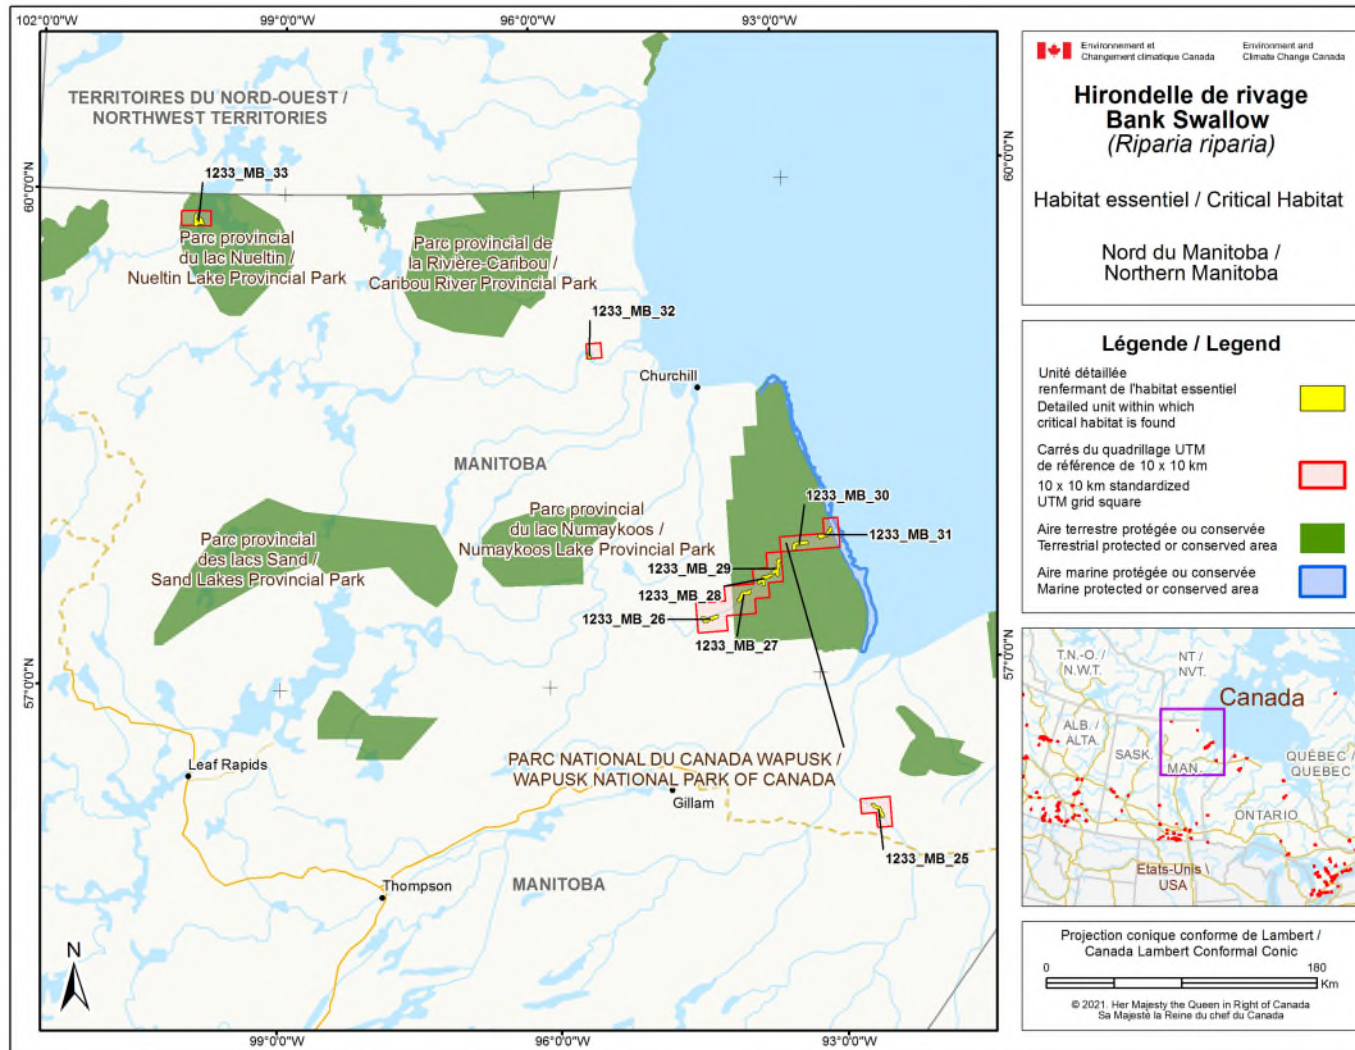 102°0'0"W
99°0'0"W
96°0'0"W
93°0'0"W
TERRITOIRES DU NORD-OUEST /
NORTHWEST TERRITORIES
1233_MB_33
60°0'0"N
60°0'0"N
Parc provincial
du lac Nueltin /
Nueltin Lake Provincial Park
Parc provincial de
la Rivière-Caribou /
Caribou River Provincial Park
1233_MB_32
Churchill
MANITOBA
1233_MB_30
Parc provincial
du lac Numaykoos /
Numaykoos Lake Provincial Park
1233_MB_31
Parc provincial
des lacs Sand /
Sand Lakes Provincial Park
1233_MB_29
1233_MB_28
1233_MB_26
1233_MB_27
57°0'0"N
57°0'0"N
PARC NATIONAL DU CANADA WAPUSK /
WAPUSK NATIONAL PARK OF CANADA
Leaf Rapids
Gillam
1233_MB_25
Thompson
MANITOBA
N
99°0'0"W
96°0'0"W
93°0'0"W
Environnement et
Changement climatique Canada
Environment and
Climate Change Canada
Hirondelle de rivage
Bank Swallow
(Riparia riparia)
Habitat essentiel / Critical Habitat
Nord du Manitoba /
Northern Manitoba
Légende / Legend
Unité détaillée
renfermant de l'habitat essentiel
Detailed unit within which
critical habitat is found
Carrés du quadrillage UTM
de référence de 10 x 10 km
10 x 10 km standardized
UTM grid square
Aire terrestre protégée ou conservée
Terrestrial protected or conserved area
Aire marine protégée ou conservée
Marine protected or conserved area
T.N.-O. /
N.W.T.
NT /
NVT.
Canada
ALB. /
ALTA.
SASK.
MAN.
QUÉBEC /
QUEBEC
ONTARIO
Etats-Unis \
USA
Projection conique conforme de Lambert /
Canada Lambert Conformal Conic
0
180
Km
© 2021. Her Majesty the Queen in Right of Canada
Sa Majesté la Reine du chef du Canada